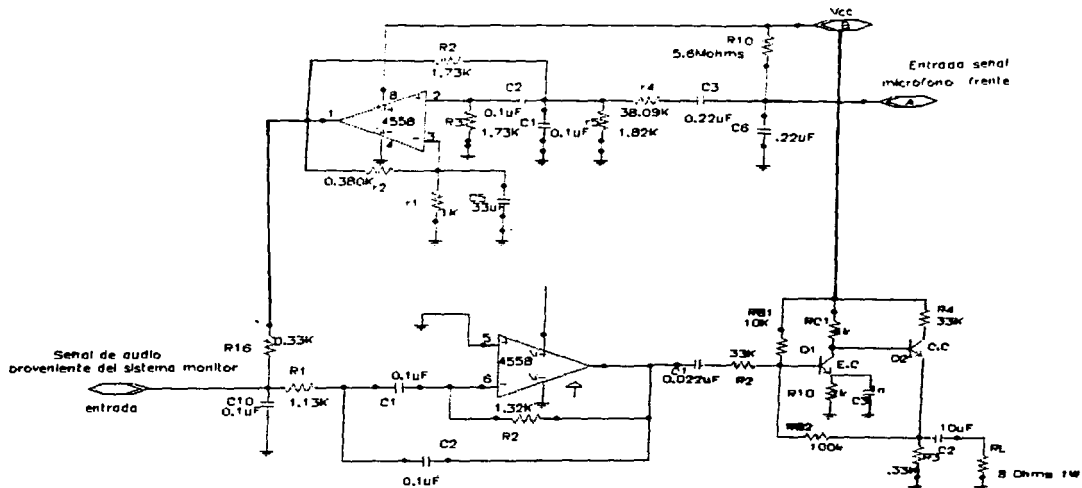 Vcc
B
R10
5.6Mohms
R2
1.73K
Entrada señal
micrófono frente
A
8
2
1
4558
3
4
C2
0.1uF
R3
1.73K
C1
0.1uF
r5
1.82K
r4
38.09K
C3
0.22uF
C6
.22uF
0.380K
r2
r1
1k
33uF
R16
0.33K
Señal de audio
proveniente del sistema monitor
entrada
C10
0.1uF
R1
1.13K
0.1uF
C1
5
4558
6
1.32K
R2
C2
0.1uF
C1
0.022uF
33K
R2
RB1
10K
RC1
1k
R4
33K
Q1
E.C
Q2
C.C
R10
1k
C3
RB2
100k
10uF
C2
R3
.33K
RL
8 Ohms 1W